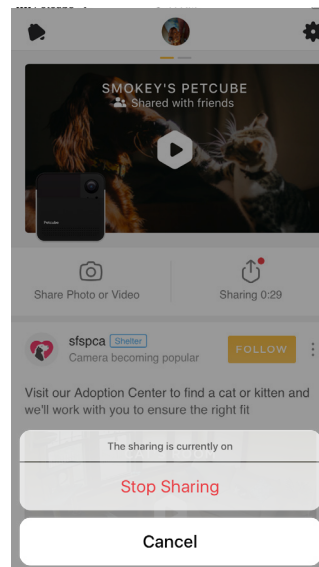 SMOKEY'S PETCUBE
Shared with friends
Petcube
Share Photo or Video
Sharing 0:29
sfspca Shelter
Camera becoming popular
FOLLOW
Visit our Adoption Center to find a cat or kitten and
we'll work with you to ensure the right fit
The sharing is currently on
Stop Sharing
Cancel